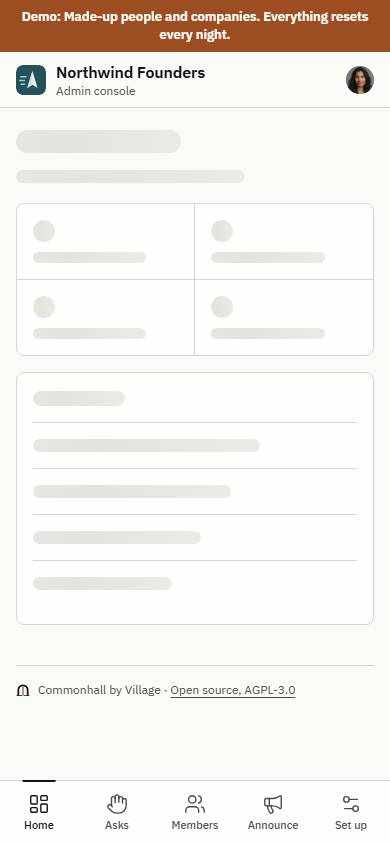 Demo: Made-up people and companies. Everything resets
every night.
Northwind Founders
Admin console
Commonhall by Village · Open source, AGPL-3.0
Home
Asks
Members
Announce
Set up